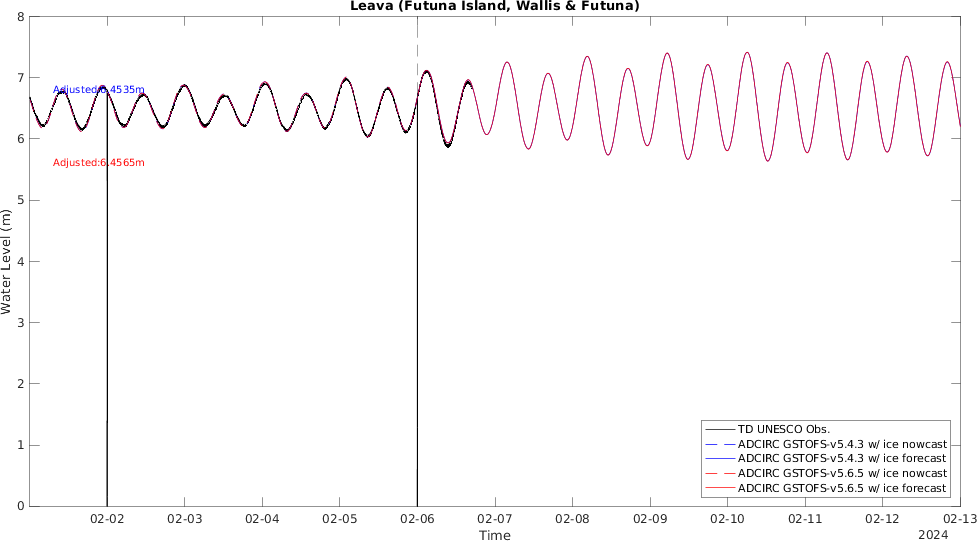 Leava (Futuna Island, Wallis & Futuna)
8
7
6
5
4
3
2
1
0
Water Level (m)
Adjusted:6.4535m
Adjusted:6.4565m
TD UNESCO Obs.
ADCIRC GSTOFS-v5.4.3 w/ ice nowcast
ADCIRC GSTOFS-v5.4.3 w/ ice forecast
ADCIRC GSTOFS-v5.6.5 w/ ice nowcast
ADCIRC GSTOFS-v5.6.5 w/ ice forecast
02-02 02-03 02-04 02-05 02-06 02-07 02-08 02-09 02-10 02-11 02-12 02-13
Time
2024